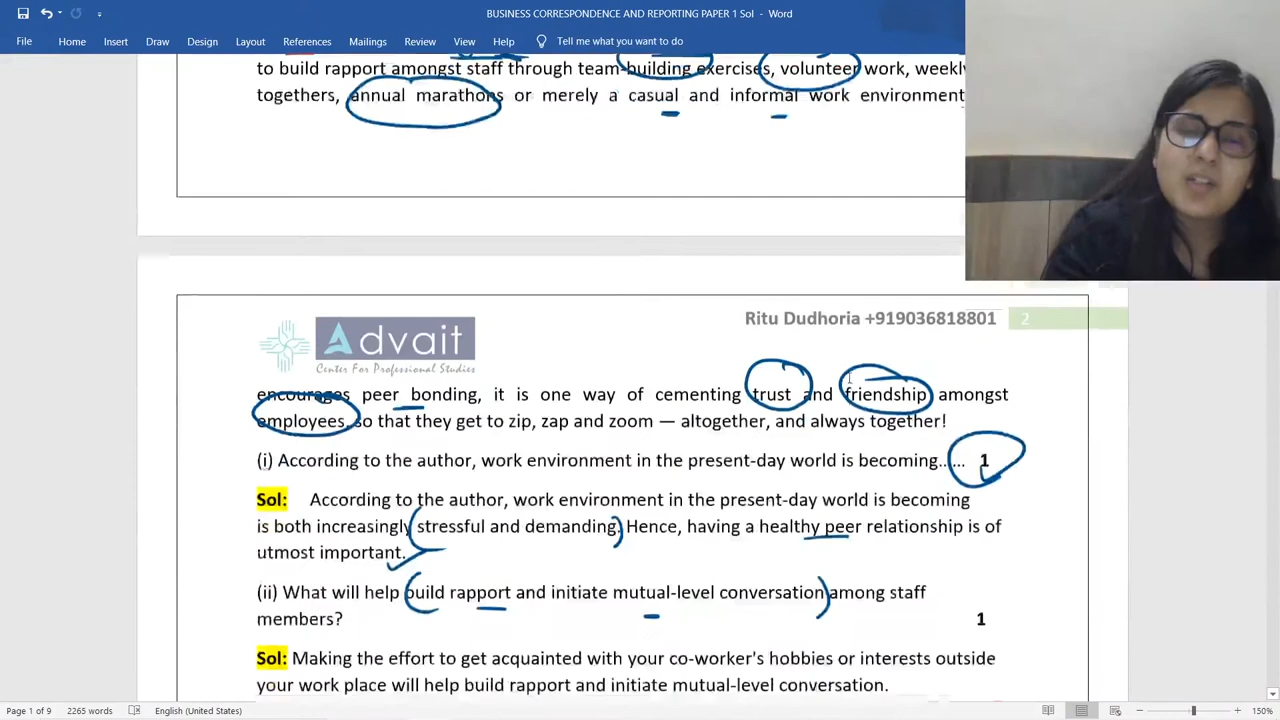 BUSINESS CORRESPONDENCE AND REPORTING PAPER 1 Sol - Word
File Home Insert Draw Design Layout References Mailings Review View Help Tell me what you want to do
to build rapport amongst staff through team-building exercises, volunteer work, weekly
togethers, annual marathons or merely a casual and informal work environment
Ritu Dudhoria +919036818801 2
Advait
Center For Professional Studies
encourages peer bonding, it is one way of cementing trust and friendship amongst
employees, so that they get to zip, zap and zoom — altogether, and always together!
(i) According to the author, work environment in the present-day world is becoming…… 1
Sol: According to the author, work environment in the present-day world is becoming
is both increasingly stressful and demanding. Hence, having a healthy peer relationship is of
utmost important.
(ii) What will help build rapport and initiate mutual-level conversation among staff
members? 1
Sol: Making the effort to get acquainted with your co-worker's hobbies or interests outside
your work place will help build rapport and initiate mutual-level conversation.
Page 1 of 9 2265 words English (United States) 150%